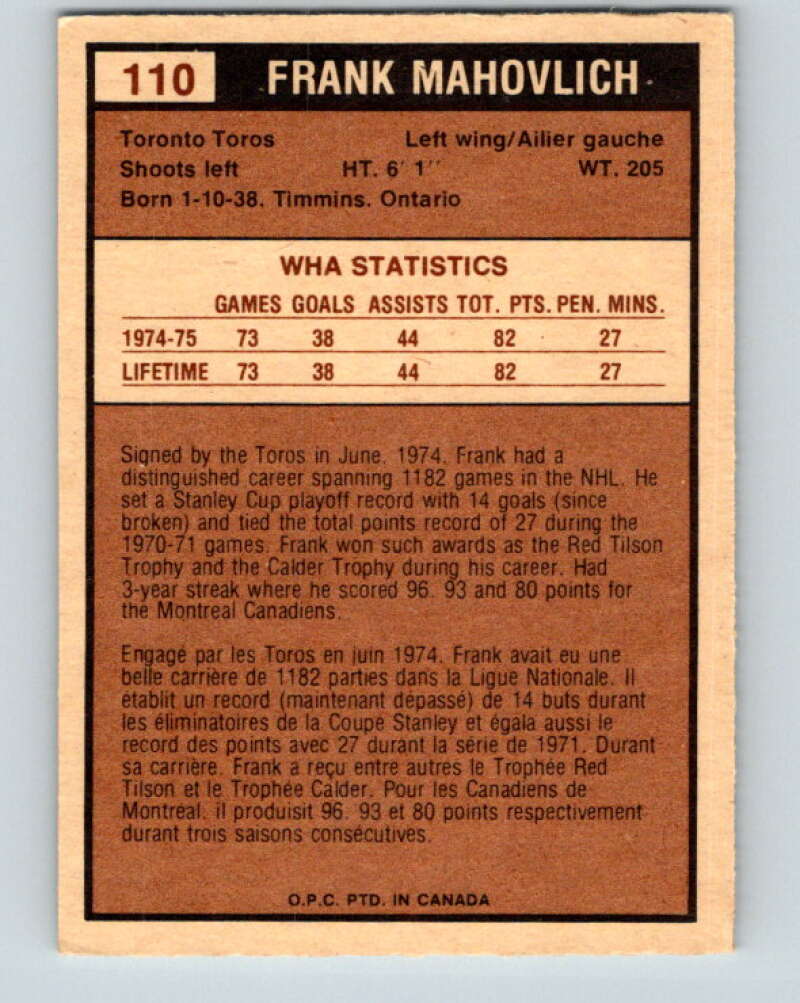 110 FRANK MAHOVLICH
Toronto Toros Left wing/Ailier gauche
Shoots left HT. 6' 1'' WT. 205
Born 1-10-38. Timmins. Ontario
WHA STATISTICS
GAMES GOALS ASSISTS TOT. PTS. PEN. MINS.
1974-75 73 38 44 82 27
LIFETIME 73 38 44 82 27
Signed by the Toros in June, 1974. Frank had a
distinguished career spanning 1182 games in the NHL. He
set a Stanley Cup playoff record with 14 goals (since
broken) and tied the total points record of 27 during the
1970-71 games. Frank won such awards as the Red Tilson
Trophy and the Calder Trophy during his career. Had
3-year streak where he scored 96, 93 and 80 points for
the Montreal Canadiens.
Engagé par les Toros en juin 1974. Frank avait eu une
belle carrière de 1182 parties dans la Ligue Nationale. Il
établit un record (maintenant dépassé) de 14 buts durant
les éliminatoires de la Coupe Stanley et égala aussi le
record des points avec 27 durant la série de 1971. Durant
sa carrière. Frank a reçu entre autres le Trophée Red
Tilson et le Trophée Calder. Pour les Canadiens de
Montreal. il produisit 96. 93 et 80 points respectivement
durant trois saisons consécutives.
O.P.C. PTD. IN CANADA